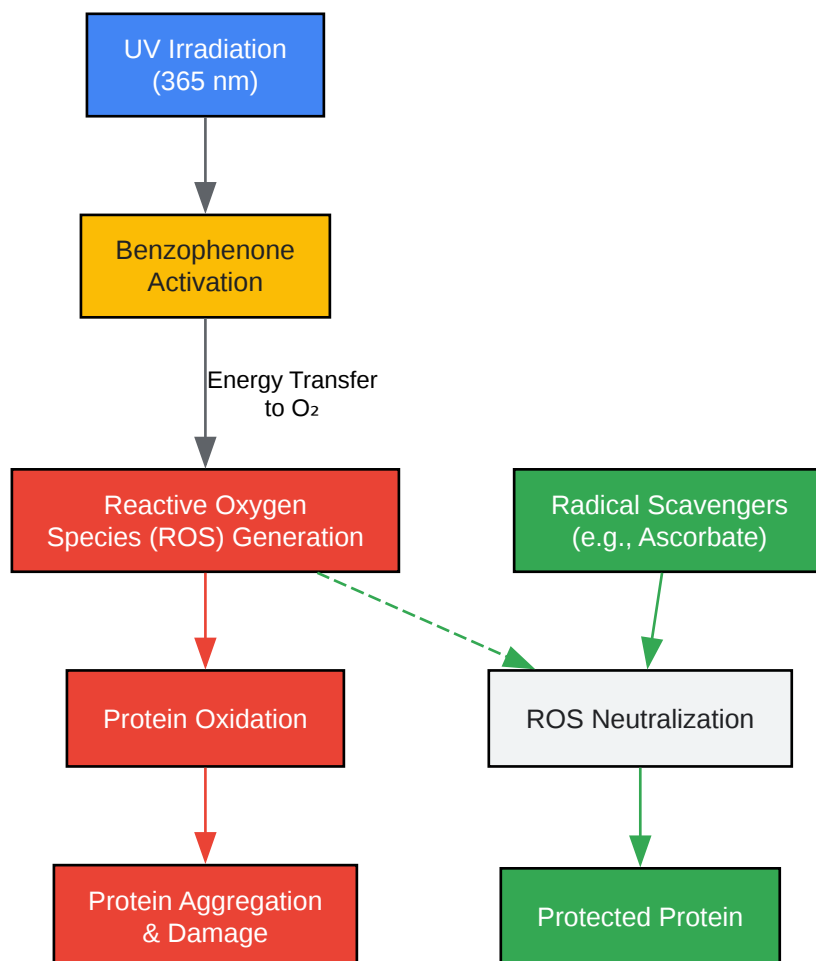 UV Irradiation
(365 nm)
Benzophenone
Activation
Energy Transfer
to O₂
Reactive Oxygen
Species (ROS) Generation
Radical Scavengers
(e.g., Ascorbate)
Protein Oxidation
ROS Neutralization
Protein Aggregation
& Damage
Protected Protein